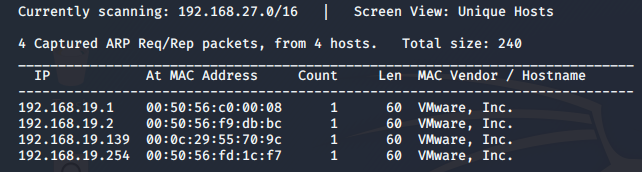 Currently scanning: 192.168.27.0/16   |   Screen View: Unique Hosts
4 Captured ARP Req/Rep packets, from 4 hosts.   Total size: 240
_____________________________________________________________________________
IP            At MAC Address     Count     Len  MAC Vendor / Hostname
-----------------------------------------------------------------------------
192.168.19.1    00:50:56:c0:00:08      1      60  VMware, Inc.
192.168.19.2    00:50:56:f9:db:bc      1      60  VMware, Inc.
192.168.19.139  00:0c:29:55:70:9c      1      60  VMware, Inc.
192.168.19.254  00:50:56:fd:1c:f7      1      60  VMware, Inc.